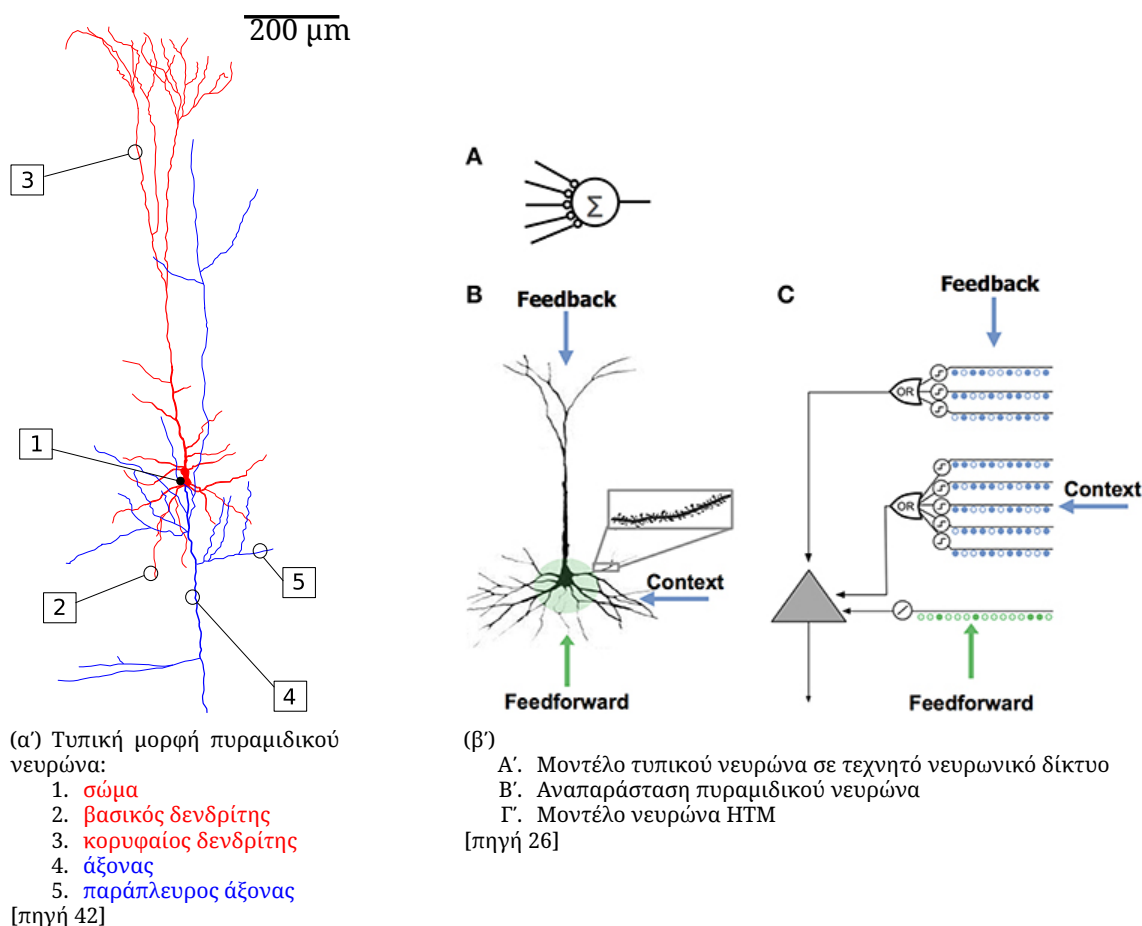 200 μm
3
1
2
5
4
A
Σ
B
Feedback
Context
Feedforward
C
Feedback
OR
OR
Context
Feedforward
(α′) Τυπική μορφή πυραμιδικού
νευρώνα:
1. σώμα
2. βασικός δενδρίτης
3. κορυφαίος δενδρίτης
4. άξονας
5. παράπλευρος άξονας
[πηγή 42]
(β′)
Α′. Μοντέλο τυπικού νευρώνα σε τεχνητό νευρωνικό δίκτυο
Β′. Αναπαράσταση πυραμιδικού νευρώνα
Γ′. Μοντέλο νευρώνα HTM
[πηγή 26]